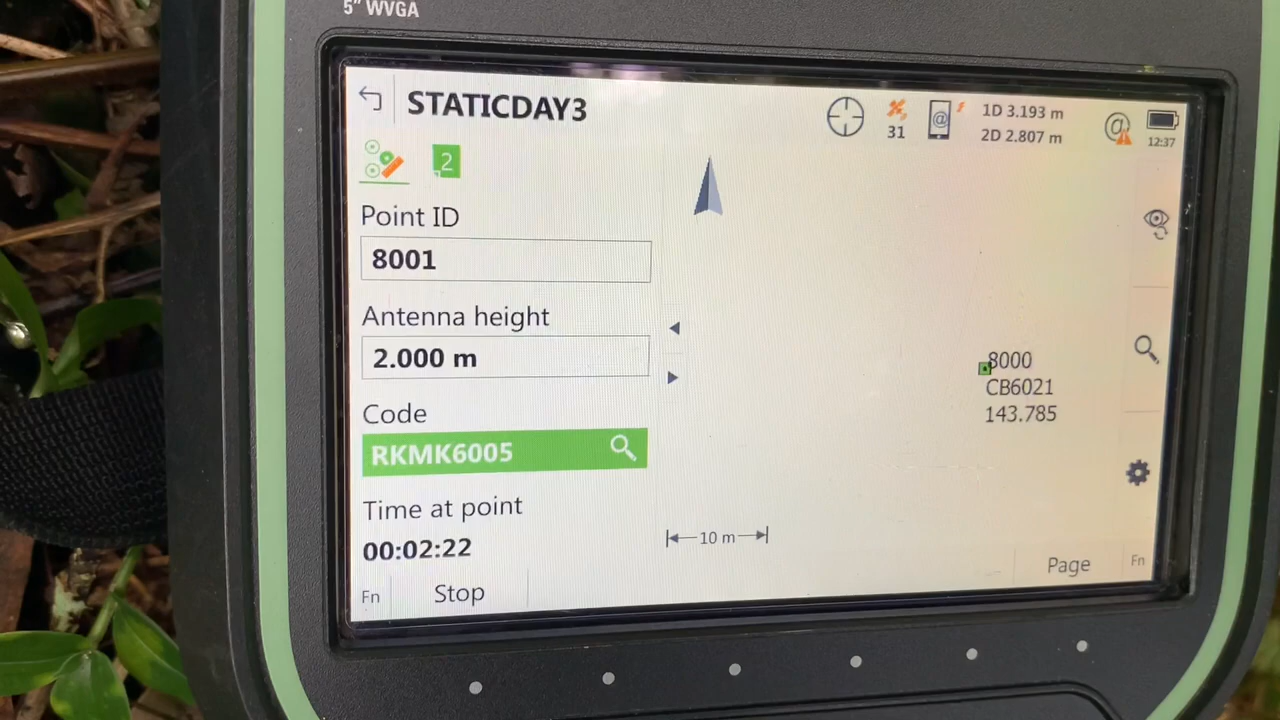 5" WVGA
STATICDAY3
31
@
1D 3.193 m
2D 2.807 m
@
12:37
2
Point ID
8001
Antenna height
2.000 m
Code
RKMK6005
Time at point
00:02:22
8000
CB6021
143.785
10 m
Fn
Stop
Page
Fn